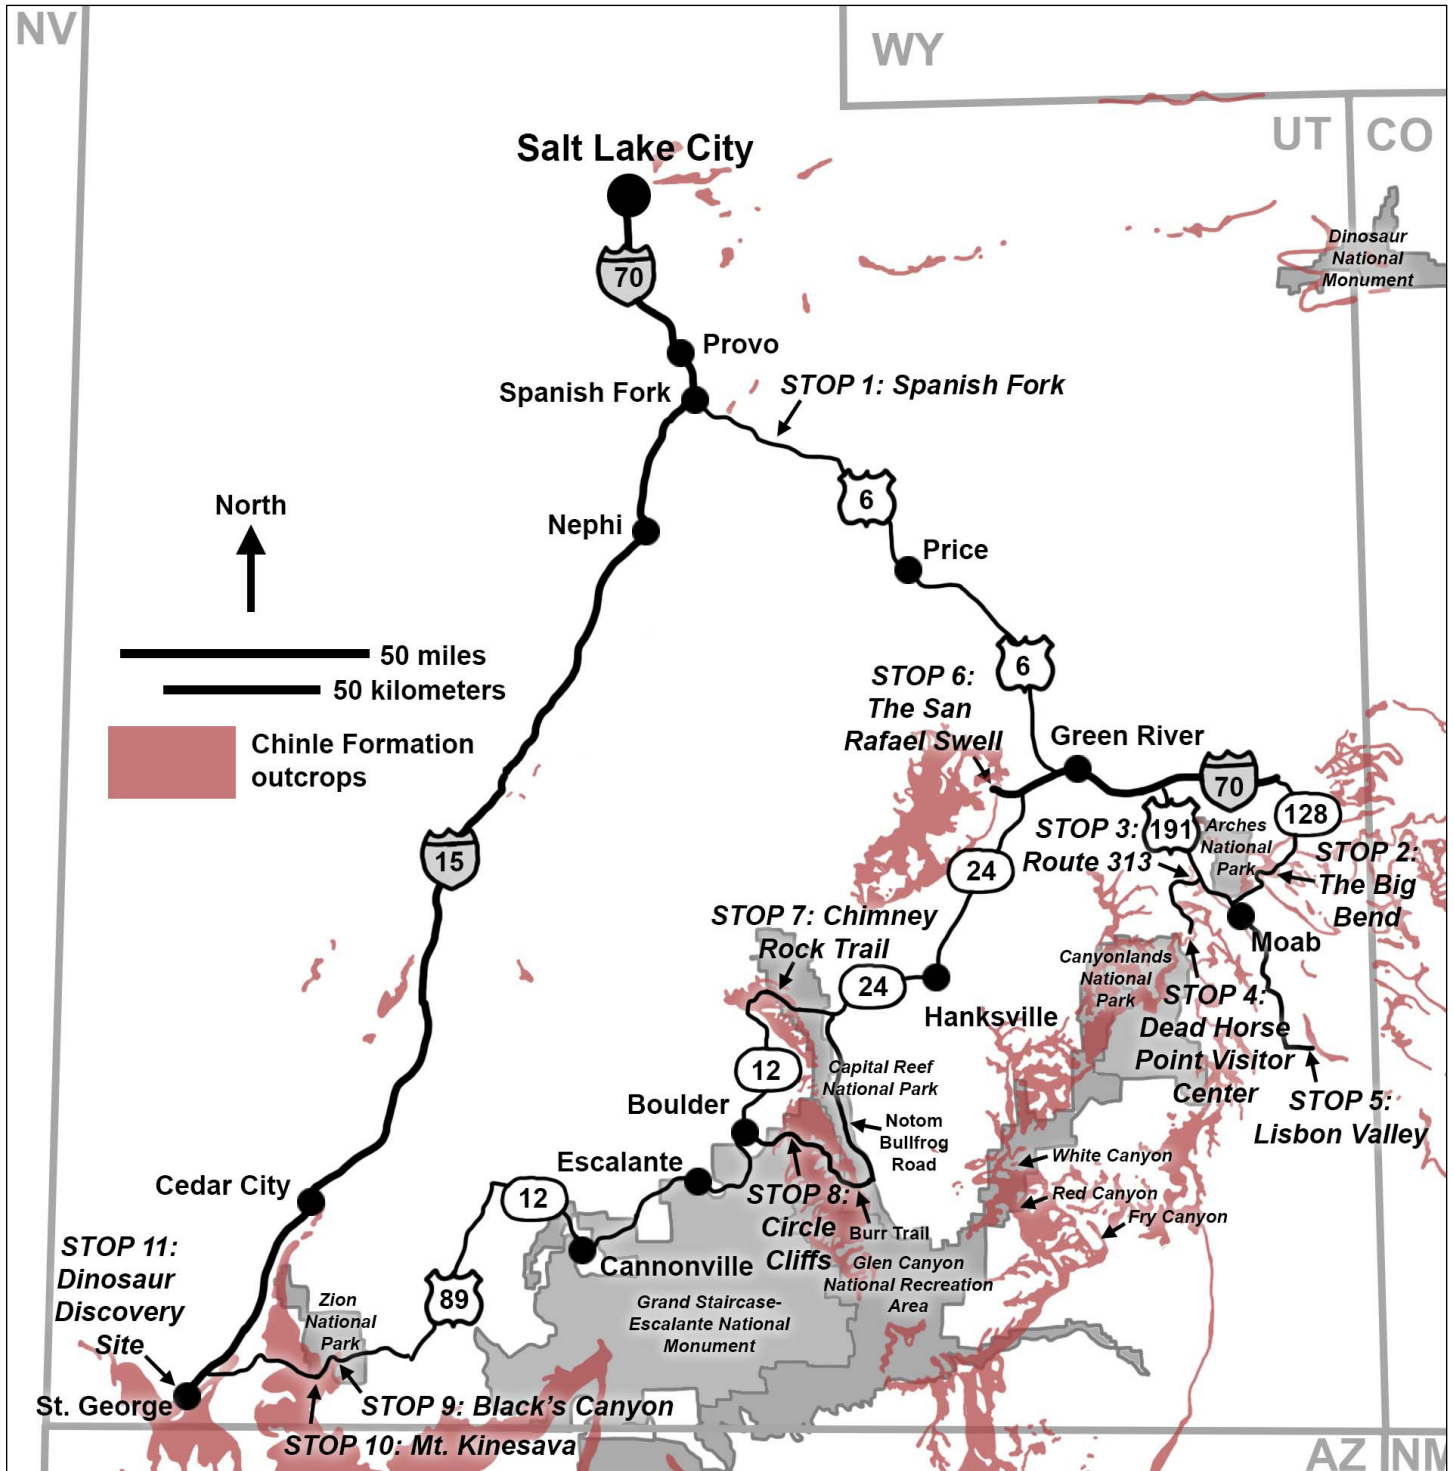 NV
WY
UT
CO
Salt Lake City
Dinosaur
National
Monument
70
Provo
Spanish Fork
STOP 1: Spanish Fork
6
North
Nephi
Price
50 miles
50 kilometers
6
STOP 6:
The San
Rafael Swell
Chinle Formation
outcrops
Green River
70
128
191
STOP 3:
Route 313
Arches
National
Park
STOP 2:
The Big
Bend
15
24
STOP 7: Chimney
Rock Trail
Moab
Canyonlands
National
Park
24
Hanksville
STOP 4:
Dead Horse
Point Visitor
Center
12
Capital Reef
National Park
Boulder
Notom
Bullfrog
Road
STOP 5:
Lisbon Valley
White Canyon
Escalante
Cedar City
12
STOP 8:
Circle
Cliffs
Red Canyon
Fry Canyon
Burr Trail
STOP 11:
Dinosaur
Discovery
Site
Cannonville
Glen Canyon
National Recreation
Area
89
Zion
National
Park
Grand Staircase-
Escalante National
Monument
St. George
STOP 9: Black's Canyon
STOP 10: Mt. Kinesava
AZ
NM